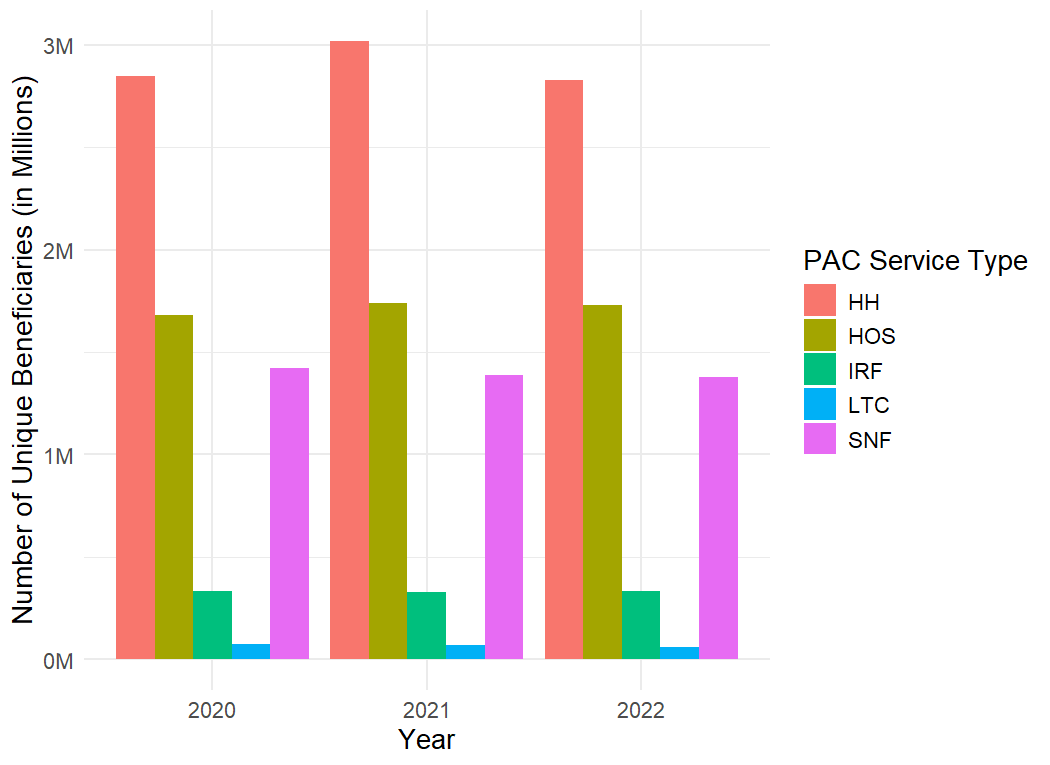 Number of Unique Beneficiaries (in Millions)
3M
2M
1M
0M
2020 2021 2022
Year
PAC Service Type
HH
HOS
IRF
LTC
SNF